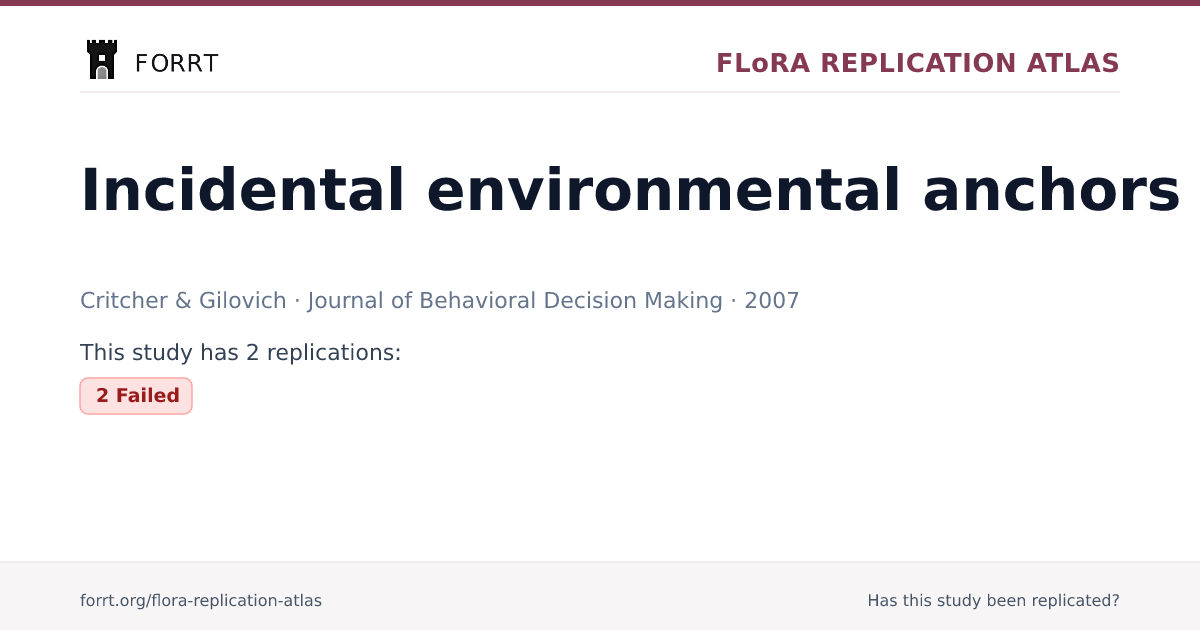 FORRT
FLoRA REPLICATION ATLAS
Incidental environmental anchors
Critcher & Gilovich · Journal of Behavioral Decision Making · 2007
This study has 2 replications:
2 Failed
forrt.org/flora-replication-atlas
Has this study been replicated?